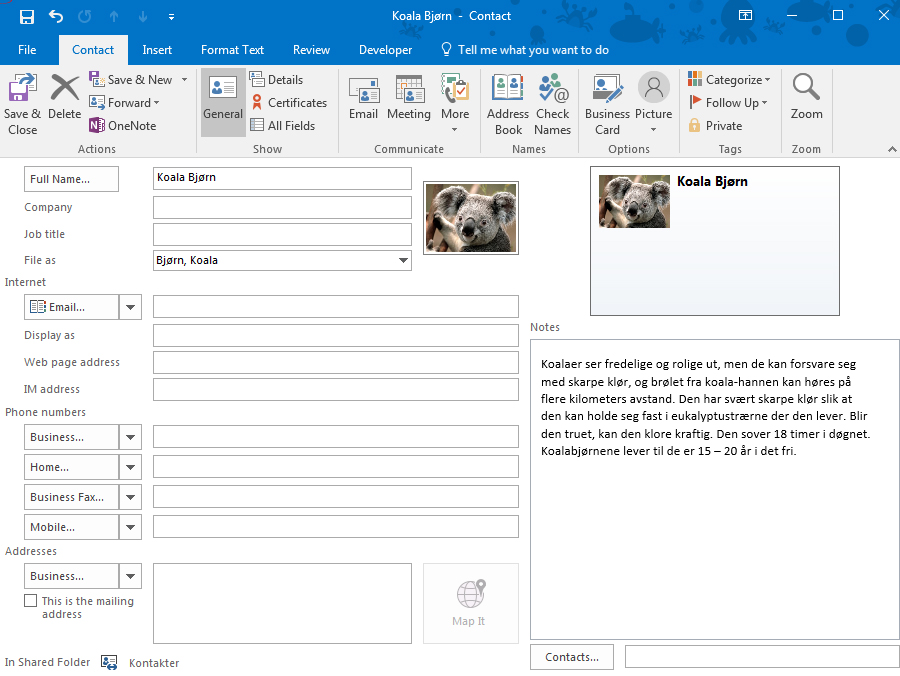 Koala Bjørn - Contact
File Contact Insert Format Text Review Developer Tell me what you want to do
Save & Close
Delete
Save & New
Forward
OneNote
Actions
General
Details
Certificates
All Fields
Show
Email
Meeting
More
Communicate
Address Book
Check Names
Names
Business Card
Picture
Options
Categorize
Follow Up
Private
Tags
Zoom
Zoom
Full Name... Koala Bjørn
Company
Job title
File as Bjørn, Koala
Internet
Email...
Display as
Web page address
IM address
Phone numbers
Business...
Home...
Business Fax...
Mobile...
Addresses
Business...
This is the mailing
address
Map It
Koala Bjørn
Notes
Koalaer ser fredelige og rolige ut, men de kan forsvare seg
med skarpe klør, og brølet fra koala-hannen kan høres på
flere kilometers avstand. Den har svært skarpe klør slik at
den kan holde seg fast i eukalyptustrærne der den lever. Blir
den truet, kan den klore kraftig. Den sover 18 timer i døgnet.
Koalabjørnene lever til de er 15 – 20 år i det fri.
Contacts...
In Shared Folder Kontakter